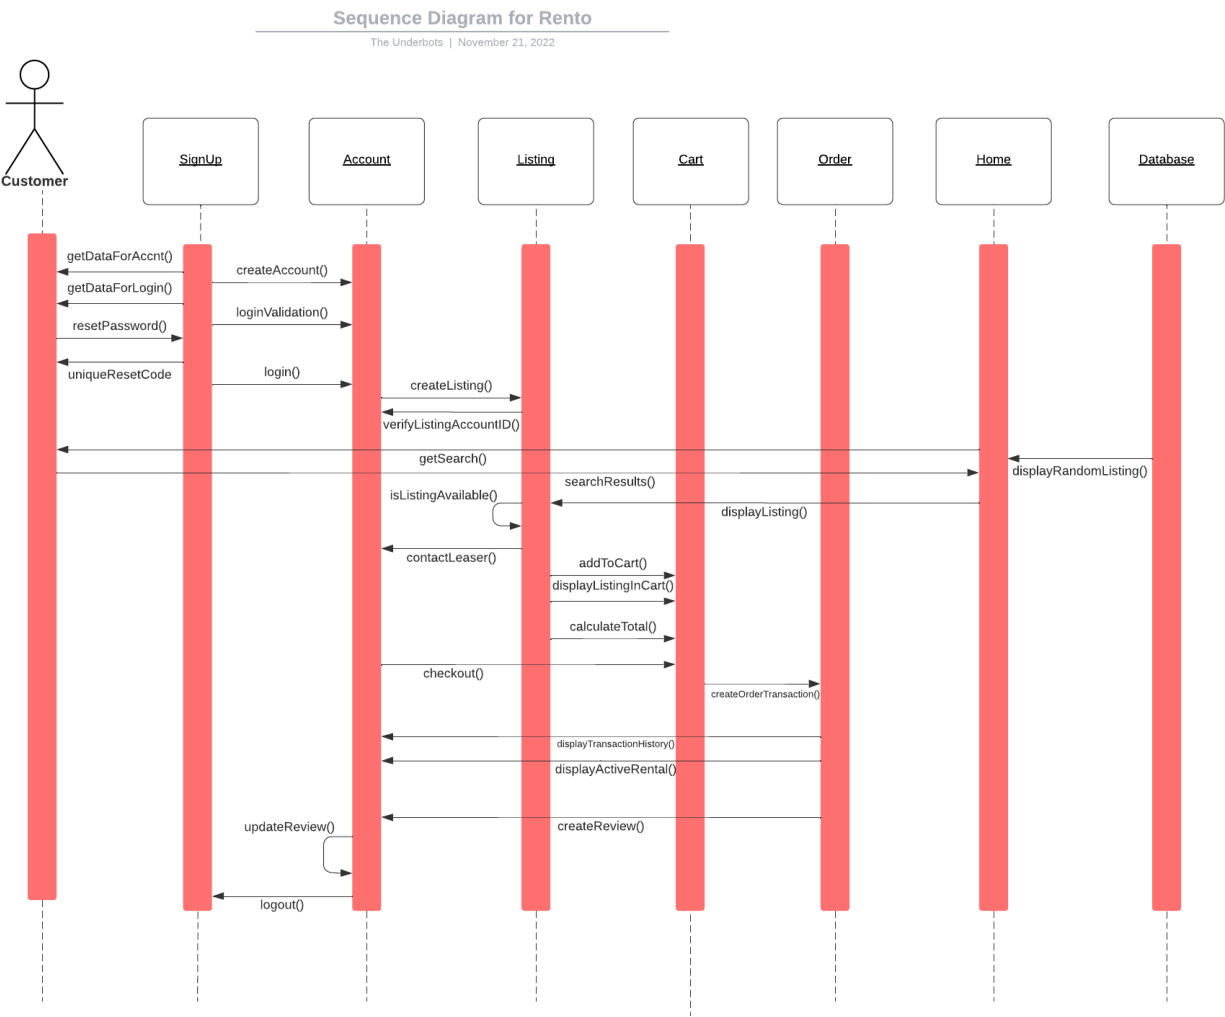 Sequence Diagram for Rento
The Underbots | November 21, 2022
Customer
SignUp
Account
Listing
Cart
Order
Home
Database
getDataForAccnt()
createAccount()
getDataForLogin()
loginValidation()
resetPassword()
uniqueResetCode
login()
createListing()
verifyListingAccountID()
getSearch()
displayRandomListing()
searchResults()
isListingAvailable()
displayListing()
contactLeaser()
addToCart()
displayListingInCart()
calculateTotal()
checkout()
createOrderTransaction()
displayTransactionHistory()
displayActiveRental()
createReview()
updateReview()
logout()